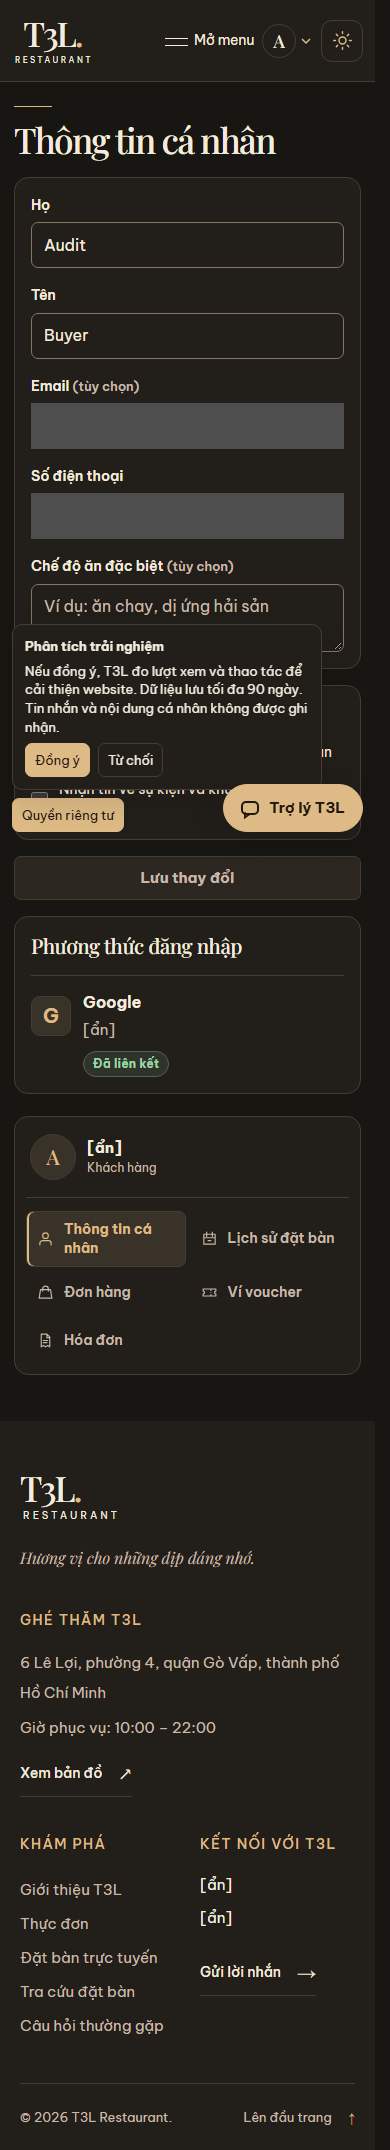 T3L.
RESTAURANT
Mở menu
A
Thông tin cá nhân
Họ
Audit
Tên
Buyer
Email (tùy chọn)
Số điện thoại
Chế độ ăn đặc biệt (tùy chọn)
Ví dụ: ăn chay, dị ứng hải sản
Phân tích trải nghiệm
Nếu đồng ý, T3L đo lượt xem và thao tác để
cải thiện website. Dữ liệu lưu tối đa 90 ngày.
Tin nhắn và nội dung cá nhân không được ghi
nhận.
Đồng ý
Từ chối
Nhận tin về sự kiện và
Quyền riêng tư
Trợ lý T3L
Lưu thay đổi
Phương thức đăng nhập
G
Google
[ẩn]
Đã liên kết
A
[ẩn]
Khách hàng
Thông tin cá
nhân
Lịch sử đặt bàn
Đơn hàng
Ví voucher
Hóa đơn
T3L.
RESTAURANT
Hương vị cho những dịp đáng nhớ.
GHÉ THĂM T3L
6 Lê Lợi, phường 4, quận Gò Vấp, thành phố
Hồ Chí Minh
Giờ phục vụ: 10:00 – 22:00
Xem bản đồ ↗
KHÁM PHÁ
Giới thiệu T3L
Thực đơn
Đặt bàn trực tuyến
Tra cứu đặt bàn
Câu hỏi thường gặp
KẾT NỐI VỚI T3L
[ẩn]
[ẩn]
Gửi lời nhắn →
© 2026 T3L Restaurant.
Lên đầu trang ↑